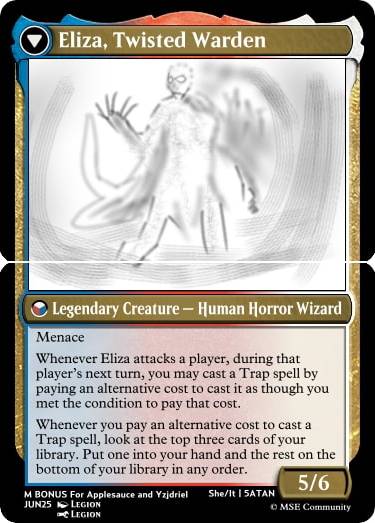 Eliza, Twisted Warden
Legendary Creature — Human Horror Wizard
Menace
Whenever Eliza attacks a player, during that
player's next turn, you may cast a Trap spell by
paying an alternative cost to cast it as though you
met the condition to pay that cost.
Whenever you pay an alternative cost to cast a
Trap spell, look at the top three cards of your
library. Put one into your hand and the rest on the
bottom of your library in any order.
5/6
M BONUS For Applesauce and Yzjdriel She/It | 5ATAN
JUN25 Legion
Legion
© MSE Community